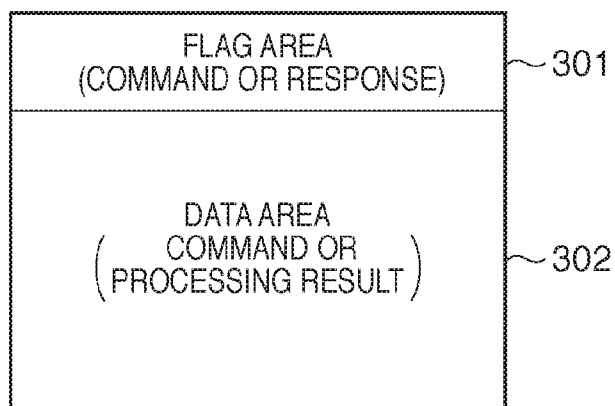 FLAG AREA
(COMMAND OR RESPONSE)
301
DATA AREA
(COMMAND OR
PROCESSING RESULT)
302